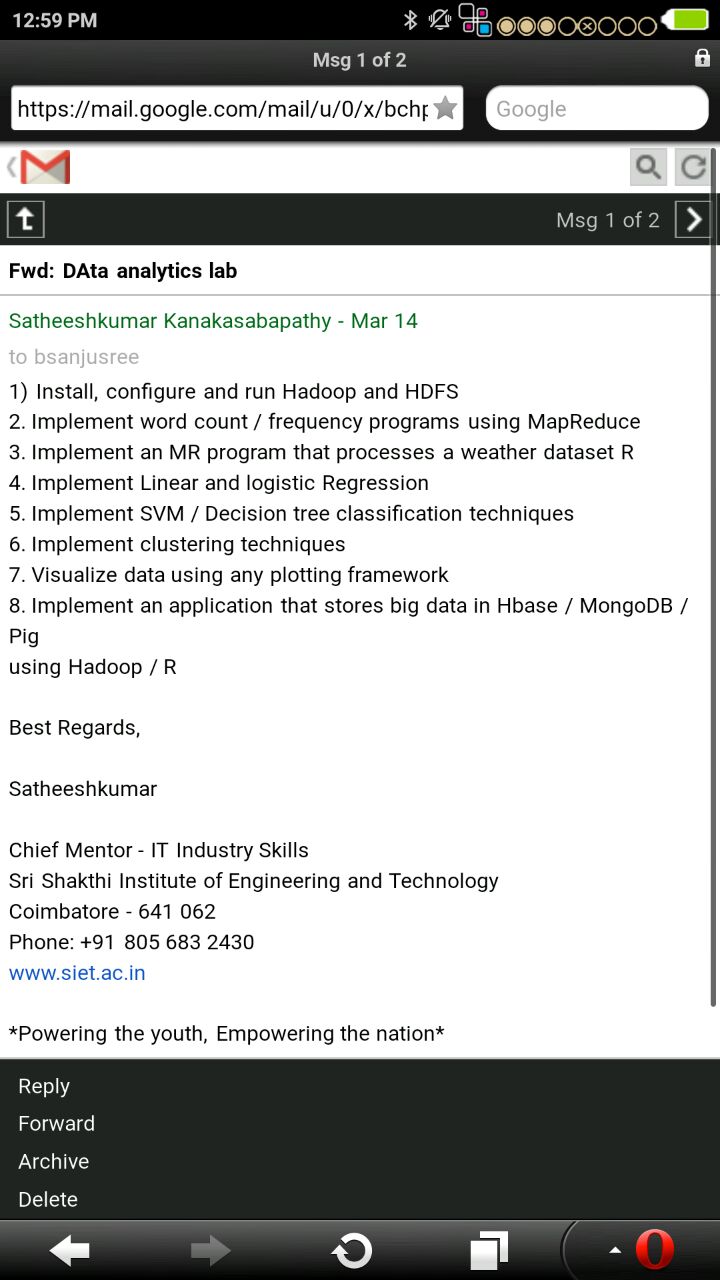 12:59 PM
Msg 1 of 2
https://mail.google.com/mail/u/0/x/bchp
Google
Msg 1 of 2
Fwd: DAta analytics lab
Satheeshkumar Kanakasabapathy - Mar 14
to bsanjusree
1) Install, configure and run Hadoop and HDFS
2. Implement word count / frequency programs using MapReduce
3. Implement an MR program that processes a weather dataset R
4. Implement Linear and logistic Regression
5. Implement SVM / Decision tree classification techniques
6. Implement clustering techniques
7. Visualize data using any plotting framework
8. Implement an application that stores big data in Hbase / MongoDB /
Pig
using Hadoop / R
Best Regards,
Satheeshkumar
Chief Mentor - IT Industry Skills
Sri Shakthi Institute of Engineering and Technology
Coimbatore - 641 062
Phone: +91 805 683 2430
www.siet.ac.in
*Powering the youth, Empowering the nation*
Reply
Forward
Archive
Delete